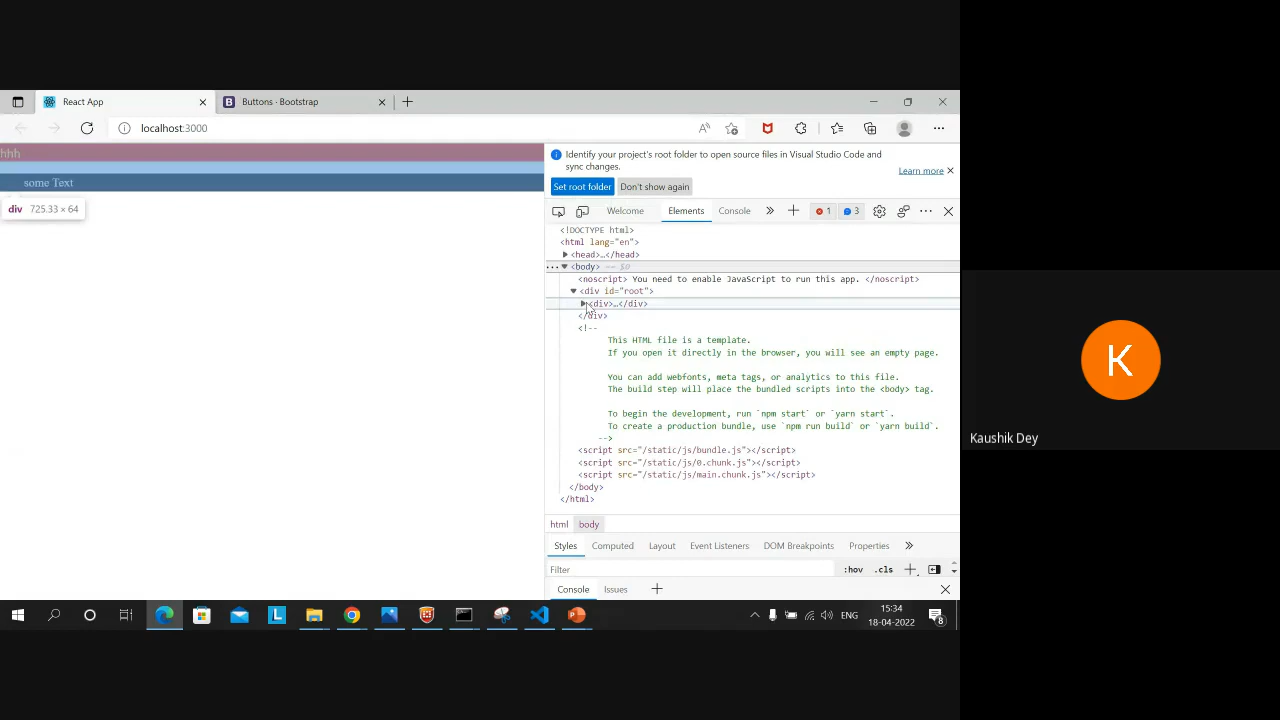 React App
Buttons · Bootstrap
localhost:3000
hhh
some Text
div 725.33 × 64
Identify your project's root folder to open source files in Visual Studio Code and
sync changes.
Learn more
Set root folder
Don't show again
Welcome
Elements
Console
1
3
<!DOCTYPE html>
<html lang="en">
<head>…</head>
<body> == $0
<noscript> You need to enable JavaScript to run this app. </noscript>
<div id="root">
<div>…</div>
</div>
<!--
This HTML file is a template.
If you open it directly in the browser, you will see an empty page.
You can add webfonts, meta tags, or analytics to this file.
The build step will place the bundled scripts into the <body> tag.
To begin the development, run `npm start` or `yarn start`.
To create a production bundle, use `npm run build` or `yarn build`.
-->
<script src="/static/js/bundle.js"></script>
<script src="/static/js/0.chunk.js"></script>
<script src="/static/js/main.chunk.js"></script>
</body>
</html>
html
body
Styles
Computed
Layout
Event Listeners
DOM Breakpoints
Properties
Filter
:hov
.cls
Console
Issues
ENG
15:34
18-04-2022
8
K
Kaushik Dey